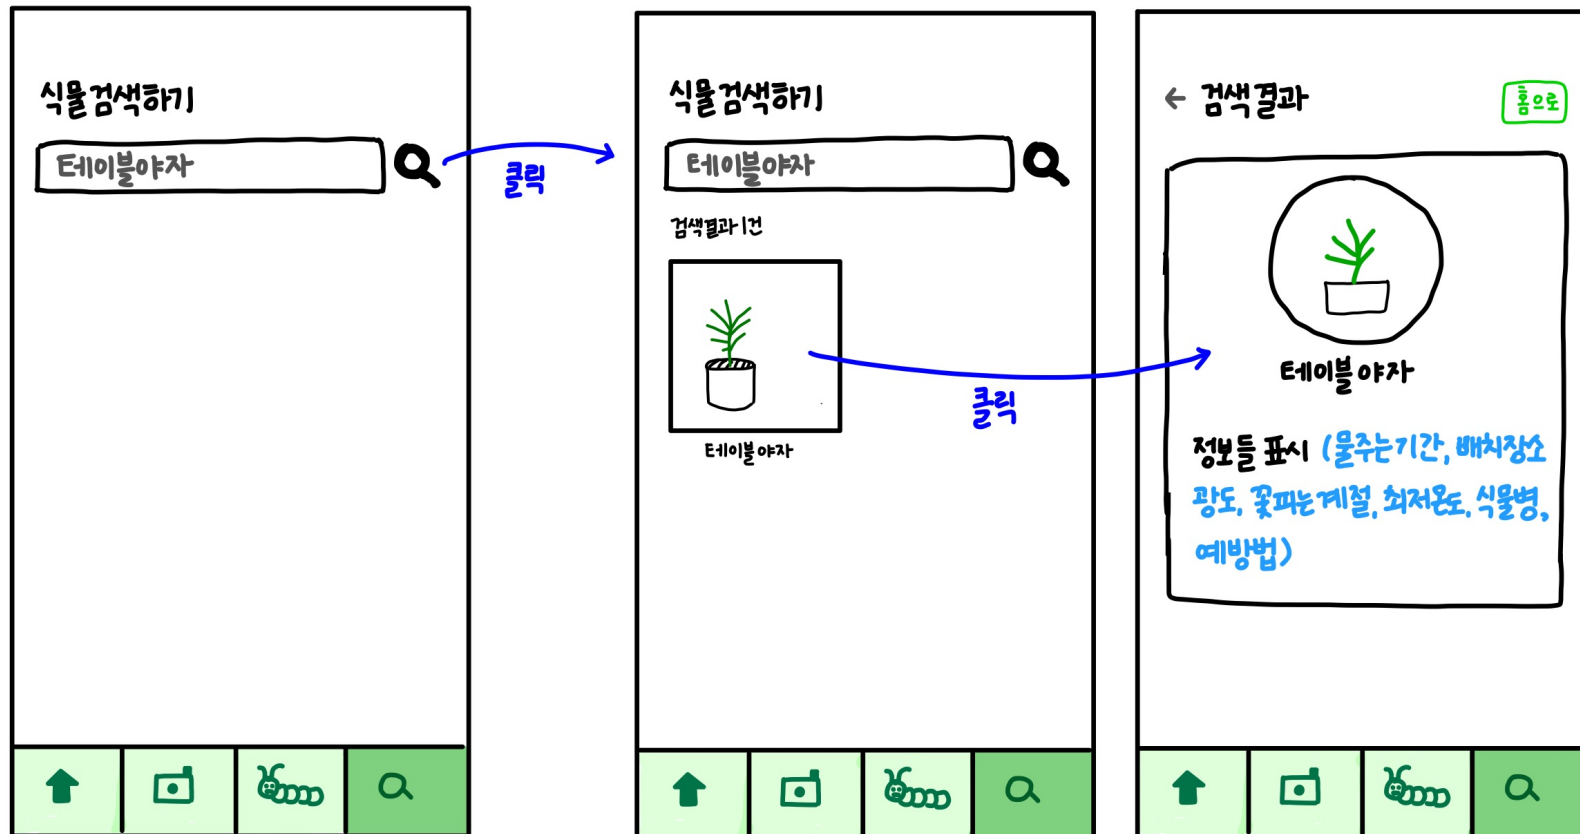 식물검색하기
테이블야자
클릭
식물검색하기
테이블야자
검색결과 1건
테이블야자
클릭
← 검색결과
홈으로
테이블야자
정보들 표시 (물주는기간, 배치장소
광도, 꽃피는계절, 최저온도, 식물병,
예방법)